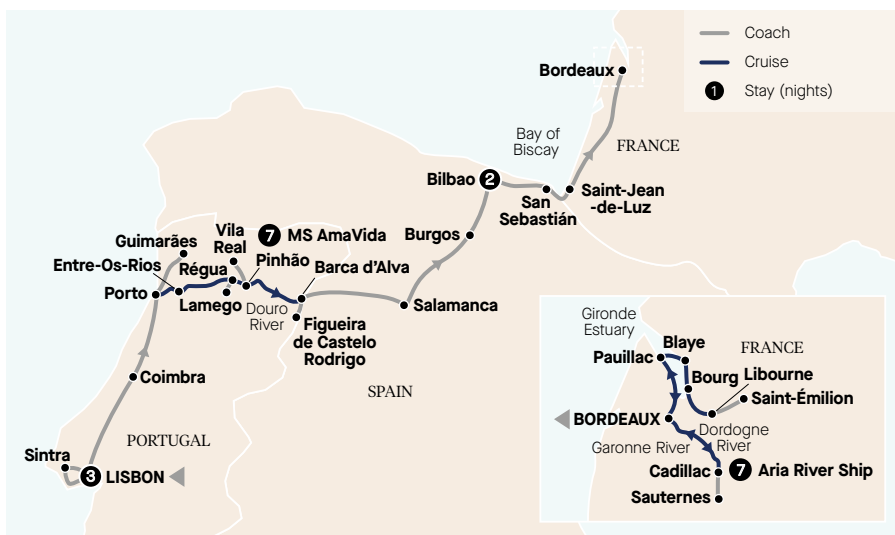 Coach
Cruise
1 Stay (nights)
Bordeaux
Bay of
Biscay
FRANCE
Bilbao 2
San
Sebastián
Saint-Jean
-de-Luz
Burgos
Guimarães
Vila
Real
7 MS AmaVida
Entre-Os-Rios
Régua
Pinhão
Barca d’Alva
Porto
Lamego
Douro
River
Salamanca
Figueira
de Castelo
Rodrigo
Coimbra
SPAIN
PORTUGAL
Sintra
3 LISBON
Gironde
Estuary
Pauillac
Blaye
FRANCE
Bourg
Libourne
Saint-Émilion
BORDEAUX
Garonne River
Dordogne
River
Cadillac
7 Aria River Ship
Sauternes